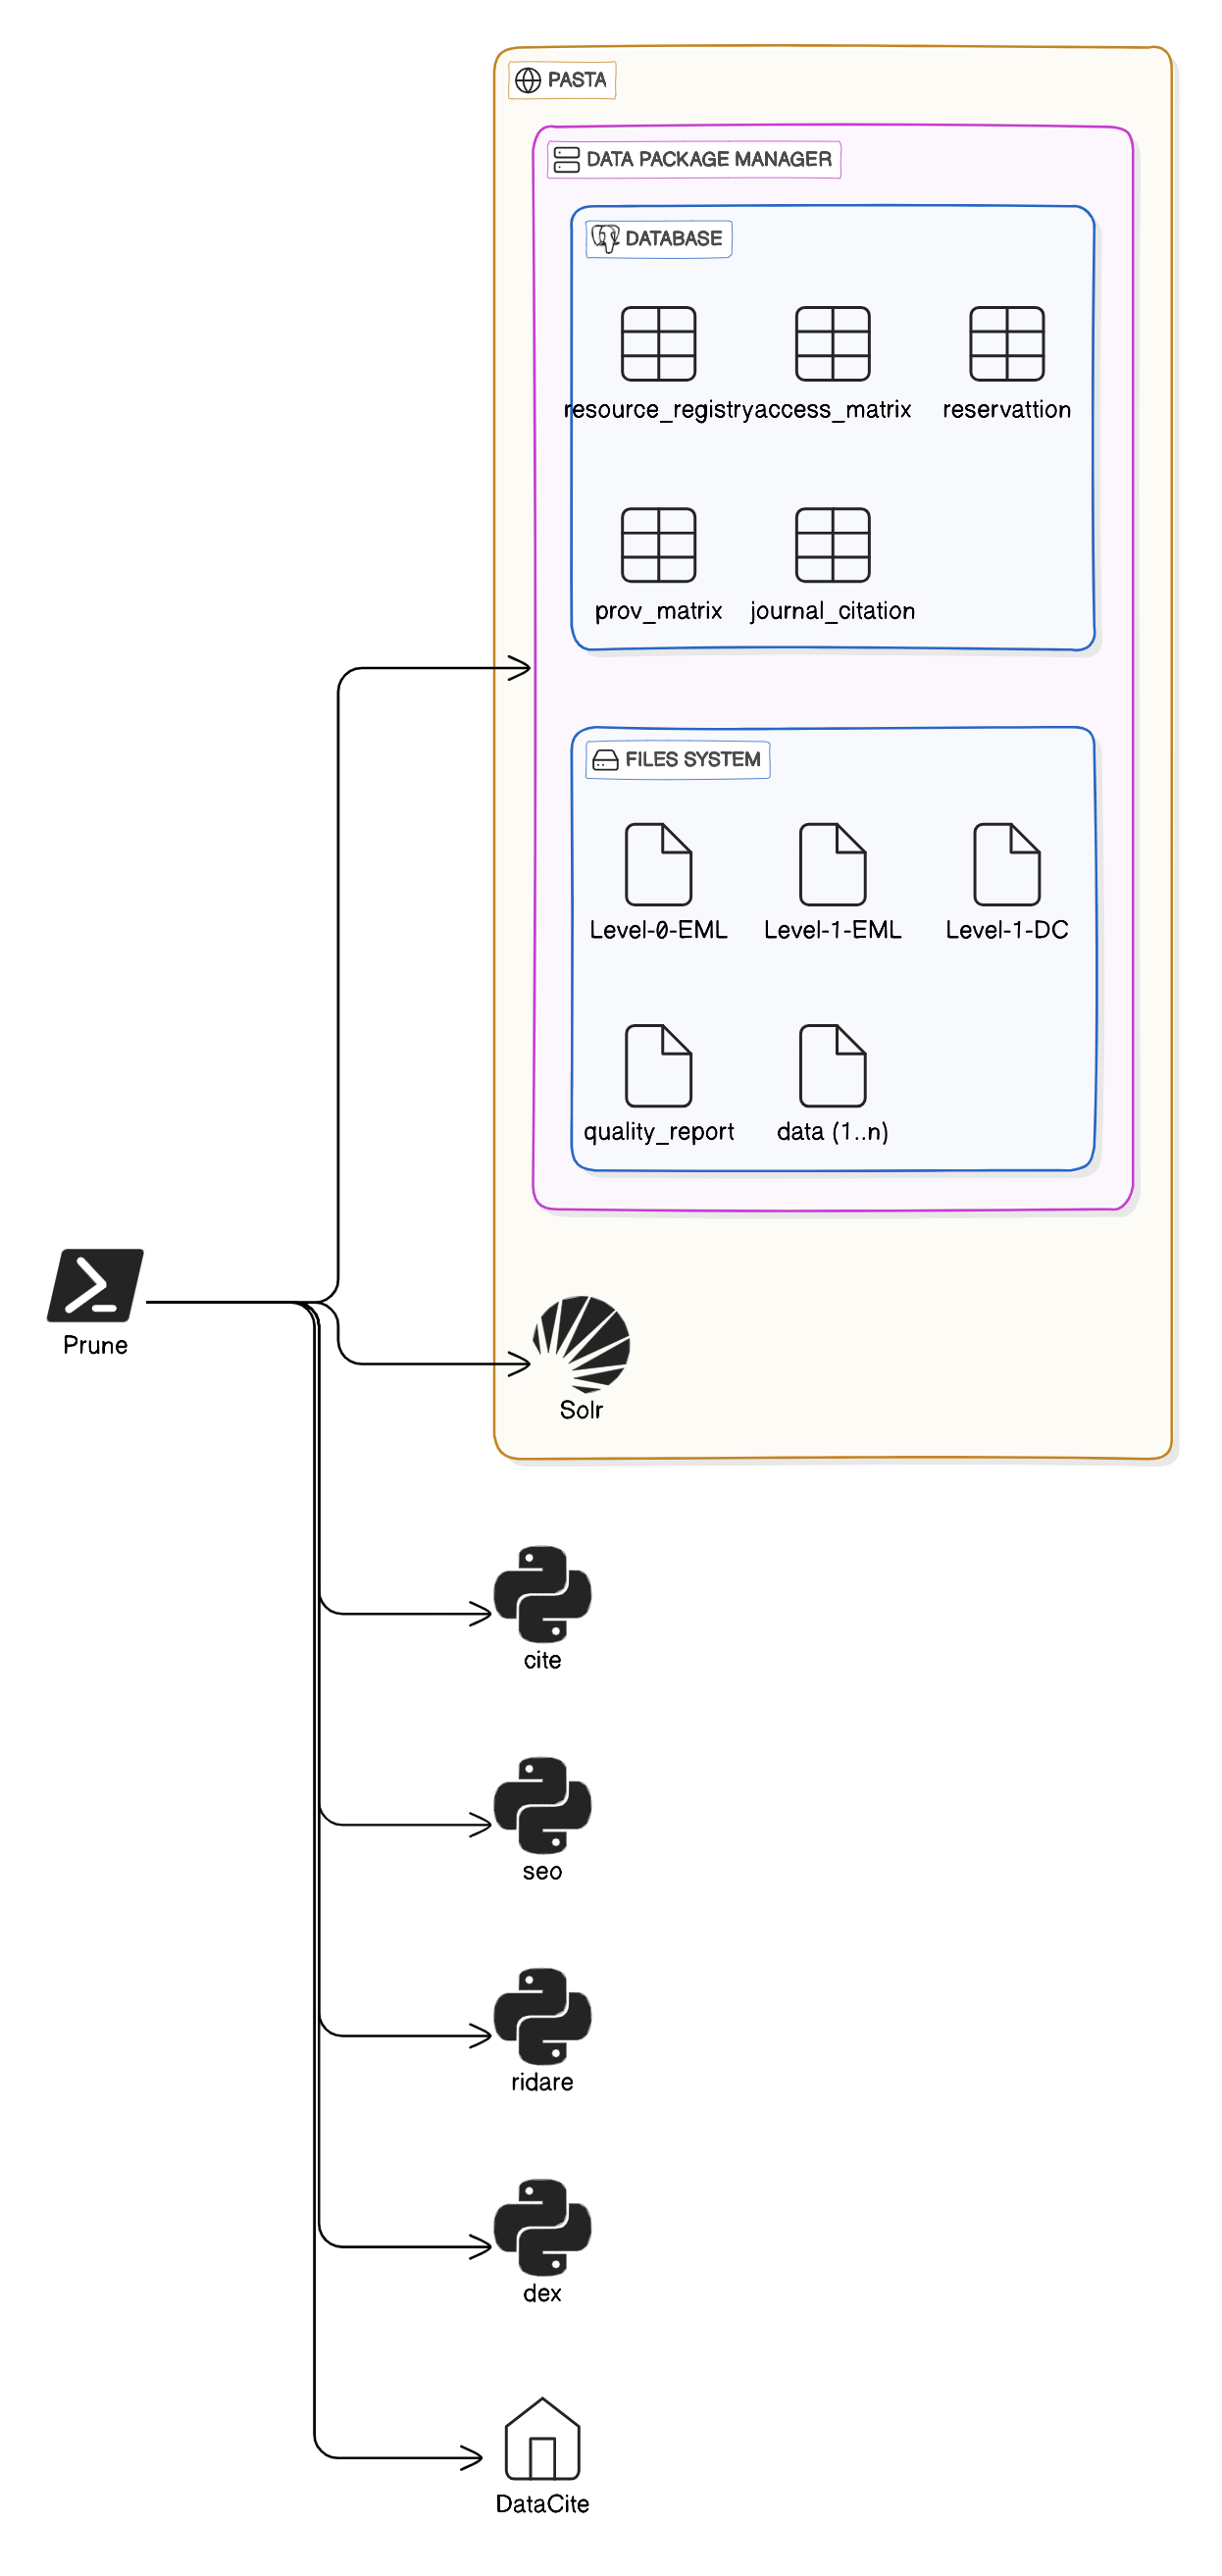 PASTA
DATA PACKAGE MANAGER
DATABASE
resource_registry
access_matrix
reservattion
prov_matrix
journal_citation
FILES SYSTEM
Level-0-EML
Level-1-EML
Level-1-DC
quality_report
data (1..n)
Prune
Solr
cite
seo
ridare
dex
DataCite